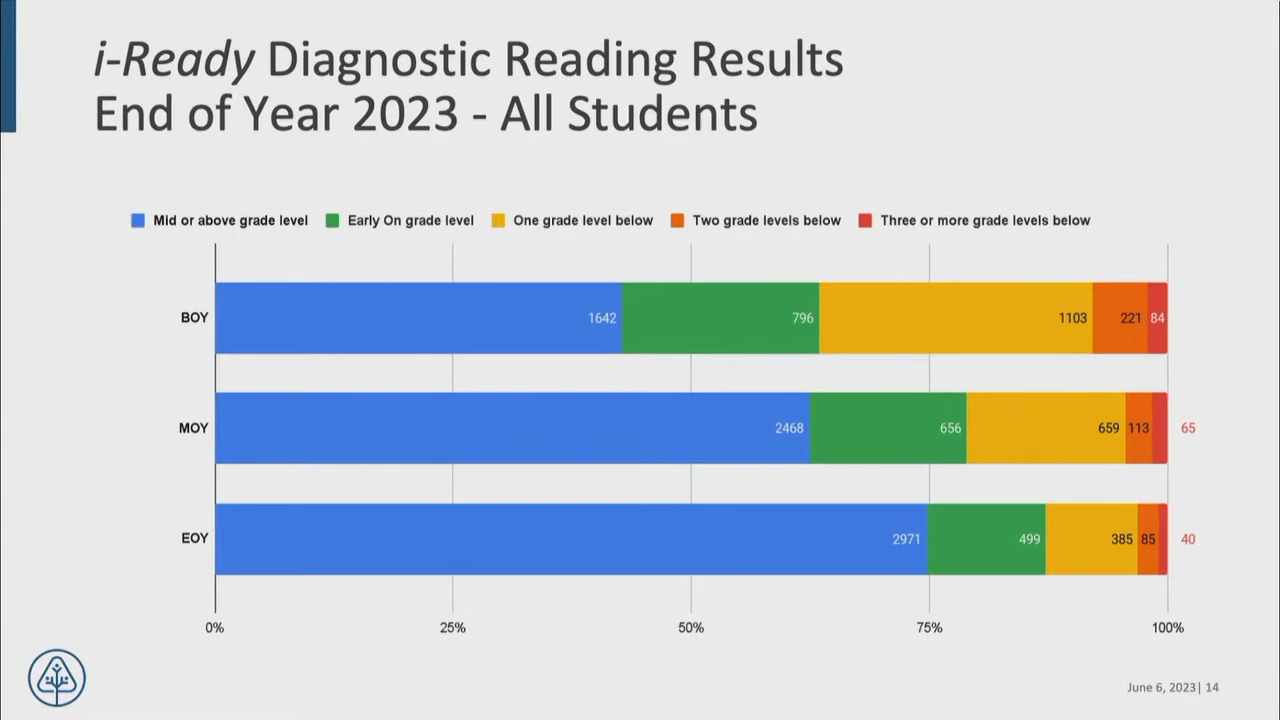 i-Ready Diagnostic Reading Results
End of Year 2023 - All Students
Mid or above grade level Early On grade level One grade level below Two grade levels below Three or more grade levels below
BOY 1642 796 1103 221 84
MOY 2468 656 659 113 65
EOY 2971 499 385 85 40
0% 25% 50% 75% 100%
June 6, 2023| 14